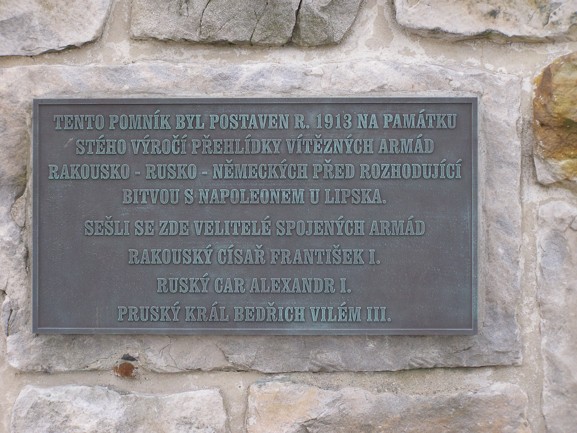 TENTO POMNÍK BYL POSTAVEN R. 1913 NA PAMÁTKU
STÉHO VÝROČÍ PŘEHLÍDKY VÍTĚZNÝCH ARMÁD
RAKOUSKO - RUSKO - NĚMECKÝCH PŘED ROZHODUJÍCÍ
BITVOU S NAPOLEONEM U LIPSKA.
SEŠLI SE ZDE VELITELÉ SPOJENÝCH ARMÁD
RAKOUSKÝ CÍSAŘ FRANTIŠEK I.
RUSKÝ CAR ALEXANDR I.
PRUSKÝ KRÁL BEDŘICH VILÉM III.